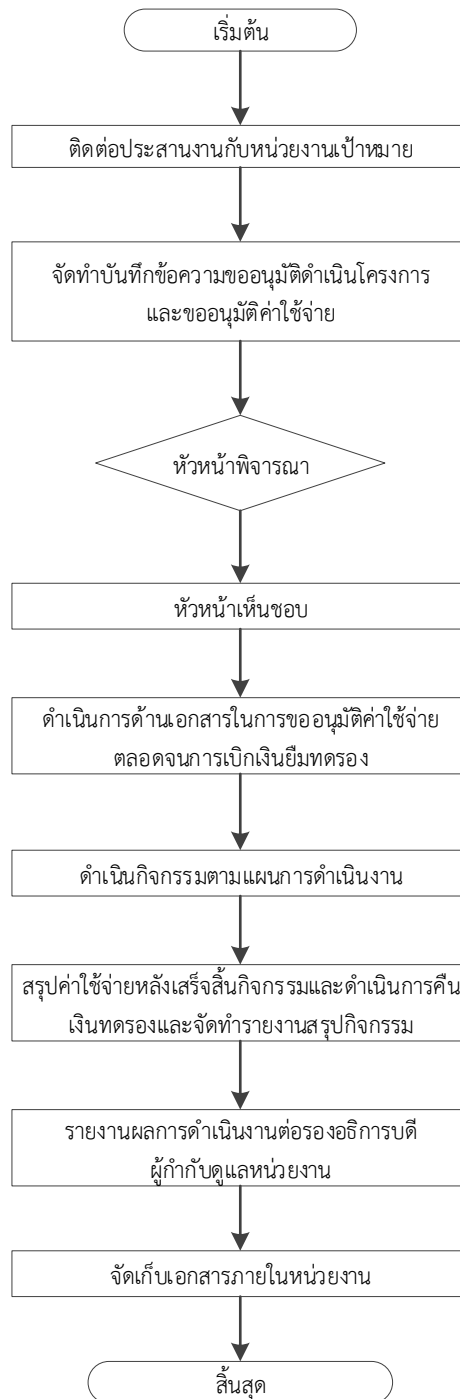 เริ่มต้น
ติดต่อประสานงานกับหน่วยงานเป้าหมาย
จัดทำบันทึกข้อความขออนุมัติดำเนินโครงการ
และขออนุมัติค่าใช้จ่าย
หัวหน้าพิจารณา
หัวหน้าเห็นชอบ
ดำเนินการด้านเอกสารในการขออนุมัติค่าใช้จ่าย
ตลอดจนการเบิกเงินยืมทดรอง
ดำเนินกิจกรรมตามแผนการดำเนินงาน
สรุปค่าใช้จ่ายหลังเสร็จสิ้นกิจกรรมและดำเนินการคืน
เงินทดรองและจัดทำรายงานสรุปกิจกรรม
รายงานผลการดำเนินงานต่อรองอธิการบดี
ผู้กำกับดูแลหน่วยงาน
จัดเก็บเอกสารภายในหน่วยงาน
สิ้นสุด